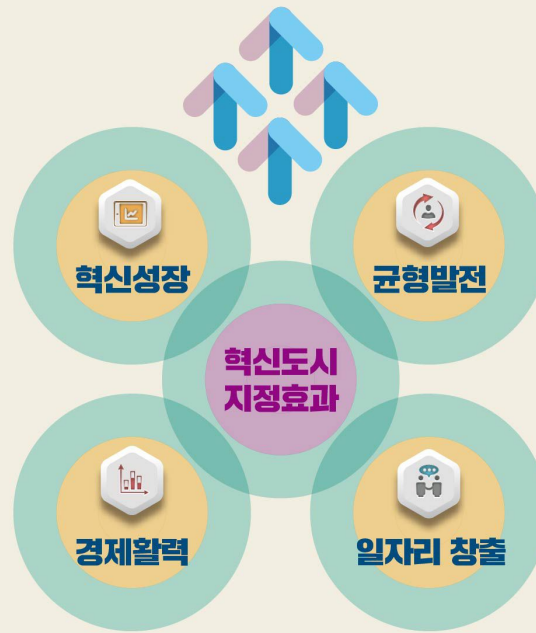 혁신성장
균형발전
혁신도시
지정효과
경제활력
일자리 창출